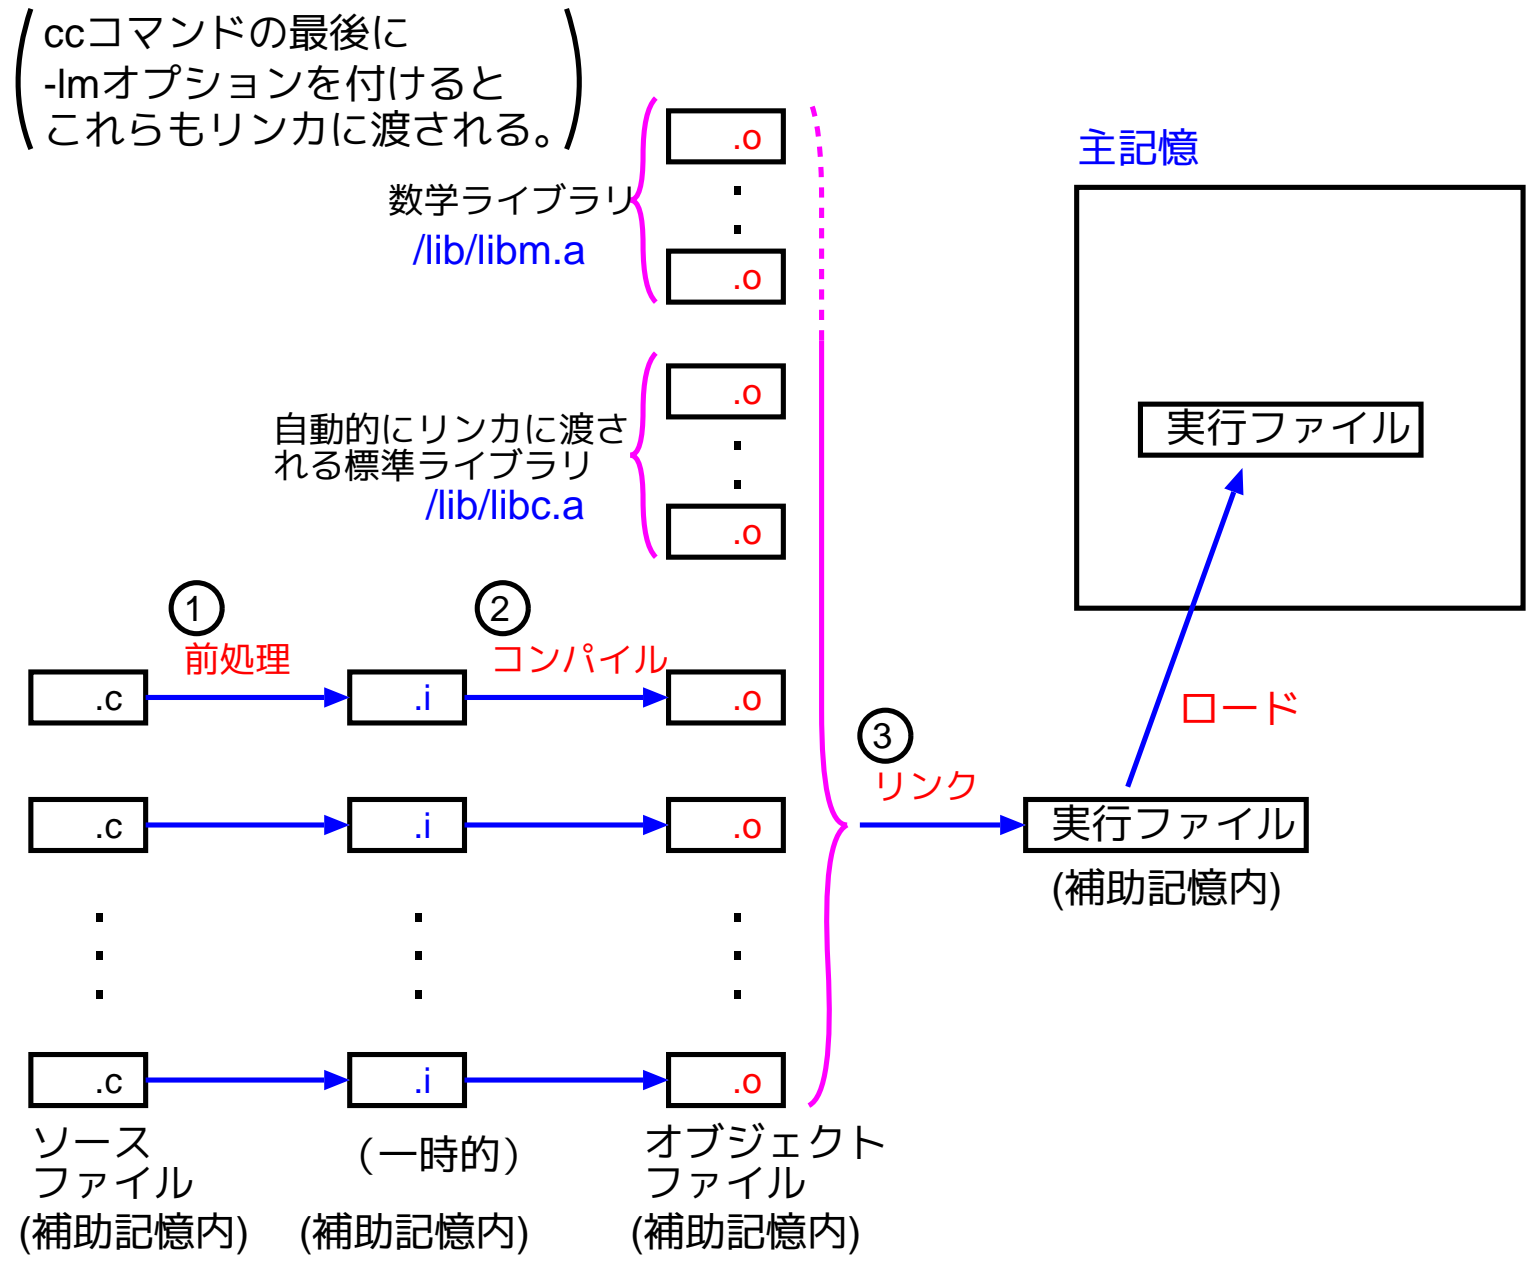 ccコマンドの最後に
-lmオプションを付けると
これらもリンカに渡される。
.o
数学ライブラリ
/lib/libm.a
.o
主記憶
.o
自動的にリンカに渡さ
れる標準ライブラリ
/lib/libc.a
.o
実行ファイル
1
前処理
2
コンパイル
.c
.i
.o
ロード
3
リンク
.c
.i
.o
実行ファイル
(補助記憶内)
.c
.i
.o
ソース
ファイル
(補助記憶内)
（一時的）
(補助記憶内)
オブジェクト
ファイル
(補助記憶内)